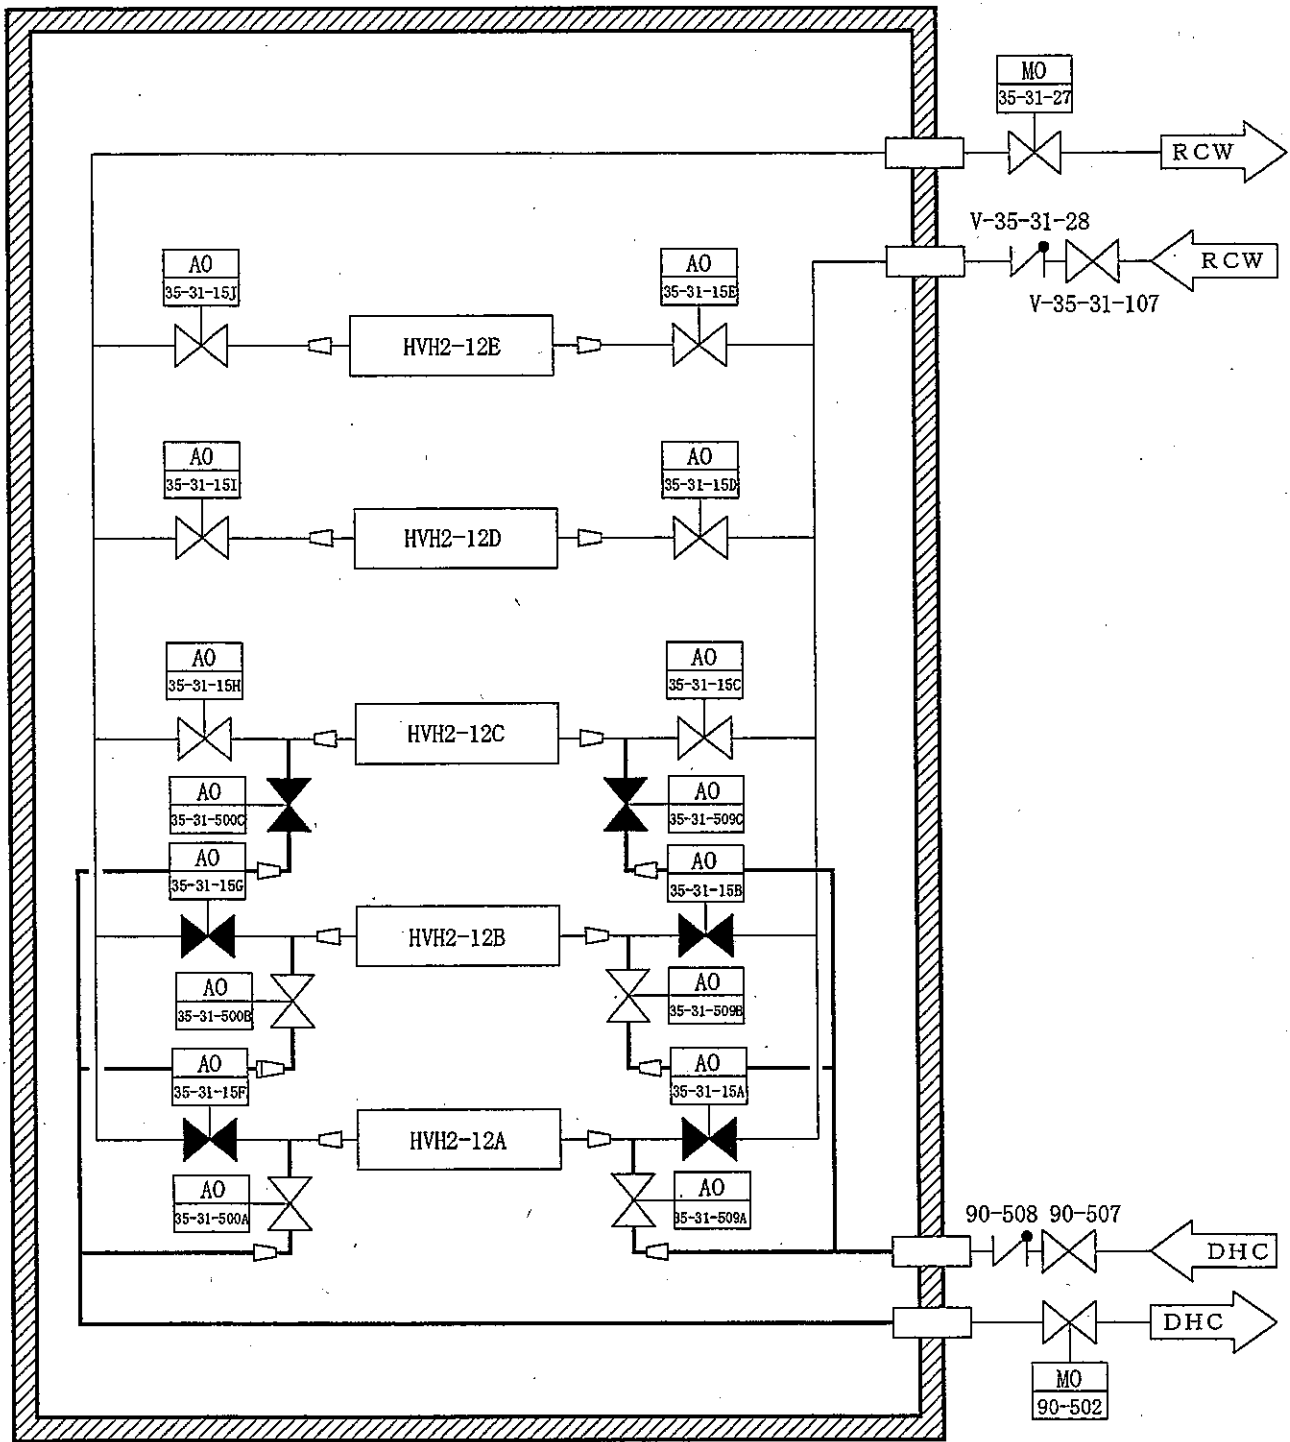 MO
35-31-27
RCW
V-35-31-28
RCW
V-35-31-107
AO
35-31-15J
AO
35-31-15E
HVH2-12E
AO
35-31-15I
AO
35-31-15D
HVH2-12D
AO
35-31-15H
AO
35-31-15C
HVH2-12C
AO
35-31-500C
AO
35-31-509C
AO
35-31-15G
AO
35-31-15B
HVH2-12B
AO
35-31-500B
AO
35-31-509B
AO
35-31-15F
AO
35-31-15A
HVH2-12A
AO
35-31-500A
AO
35-31-509A
90-508 90-507
DHC
DHC
MO
90-502